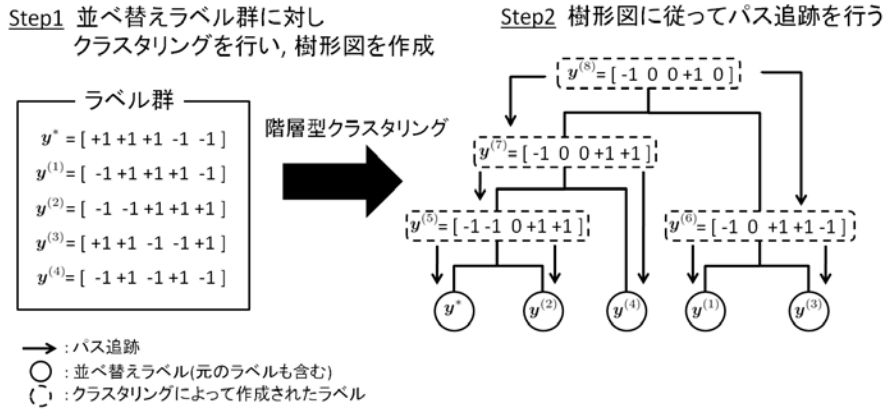 Step1 並べ替えラベル群に対し
クラスタリングを行い, 樹形図を作成
ラベル群
y* = [ +1 +1 +1 -1 -1 ]
y(1)= [ -1 +1 +1 +1 -1 ]
y(2)= [ -1 -1 +1 +1 +1 ]
y(3)= [ +1 +1 -1 -1 +1 ]
y(4)= [ -1 +1 -1 +1 -1 ]
階層型クラスタリング
Step2 樹形図に従ってパス追跡を行う
y(8)= [ -1 0 0 +1 0 ]
y(7)= [ -1 0 0 +1 +1 ]
y(5)= [ -1 -1 0 +1 +1 ]
y(6)= [ -1 0 +1 +1 -1 ]
y*
y(2)
y(4)
y(1)
y(3)
: パス追跡
: 並べ替えラベル(元のラベルも含む)
: クラスタリングによって作成されたラベル